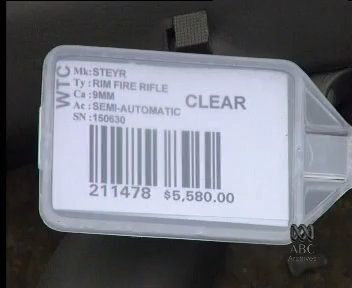 WTC
Mk:STEYR
Ty :RIM FIRE RIFLE
Ca :9MM
Ac :SEMI-AUTOMATIC
SN :150630
CLEAR
211478 $5,580.00
ABC
Archives